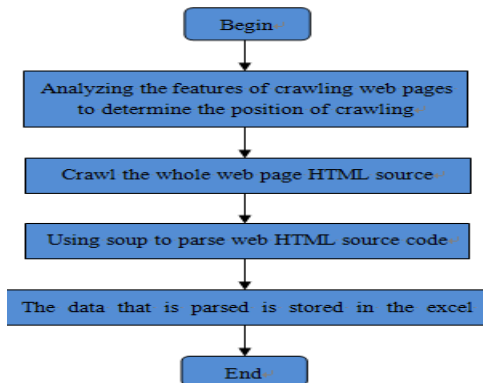 Begin
Analyzing the features of crawling web pages
to determine the position of crawling
Crawl the whole web page HTML source
Using soup to parse web HTML source code
The data that is parsed is stored in the excel
End